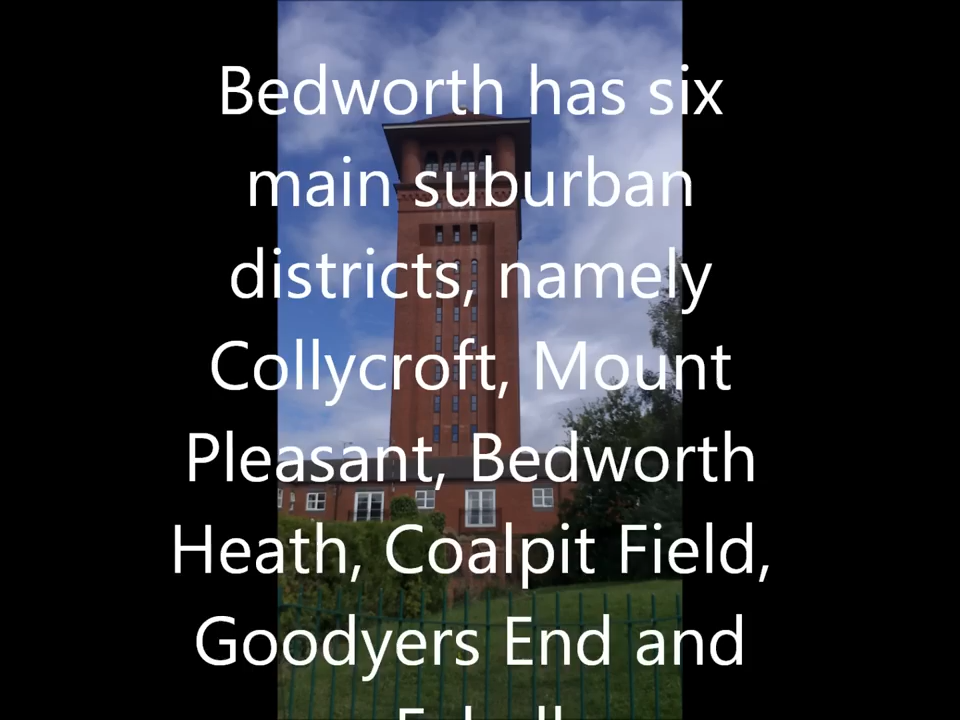 Bedworth has six
main suburban
districts, namely
Collycroft, Mount
Pleasant, Bedworth
Heath, Coalpit Field,
Goodyers End and